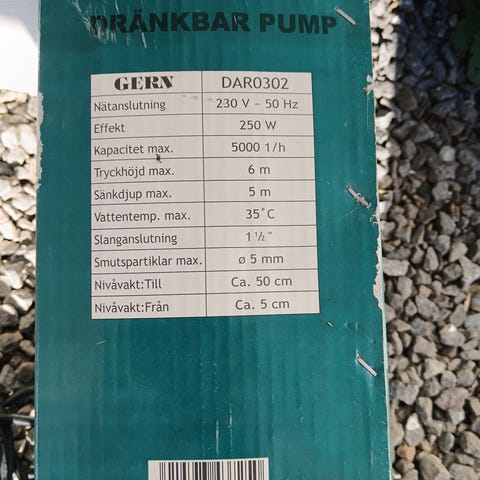 DRÄNKBAR PUMP
GERN DAR0302
Nätanslutning 230 V ~ 50 Hz
Effekt 250 W
Kapacitet max. 5000 1/h
Tryckhöjd max. 6 m
Sänkdjup max. 5 m
Vattentemp. max. 35°C
Slanganslutning 1 ½"
Smutspartiklar max. ø 5 mm
Nivåvakt:Till Ca. 50 cm
Nivåvakt:Från Ca. 5 cm